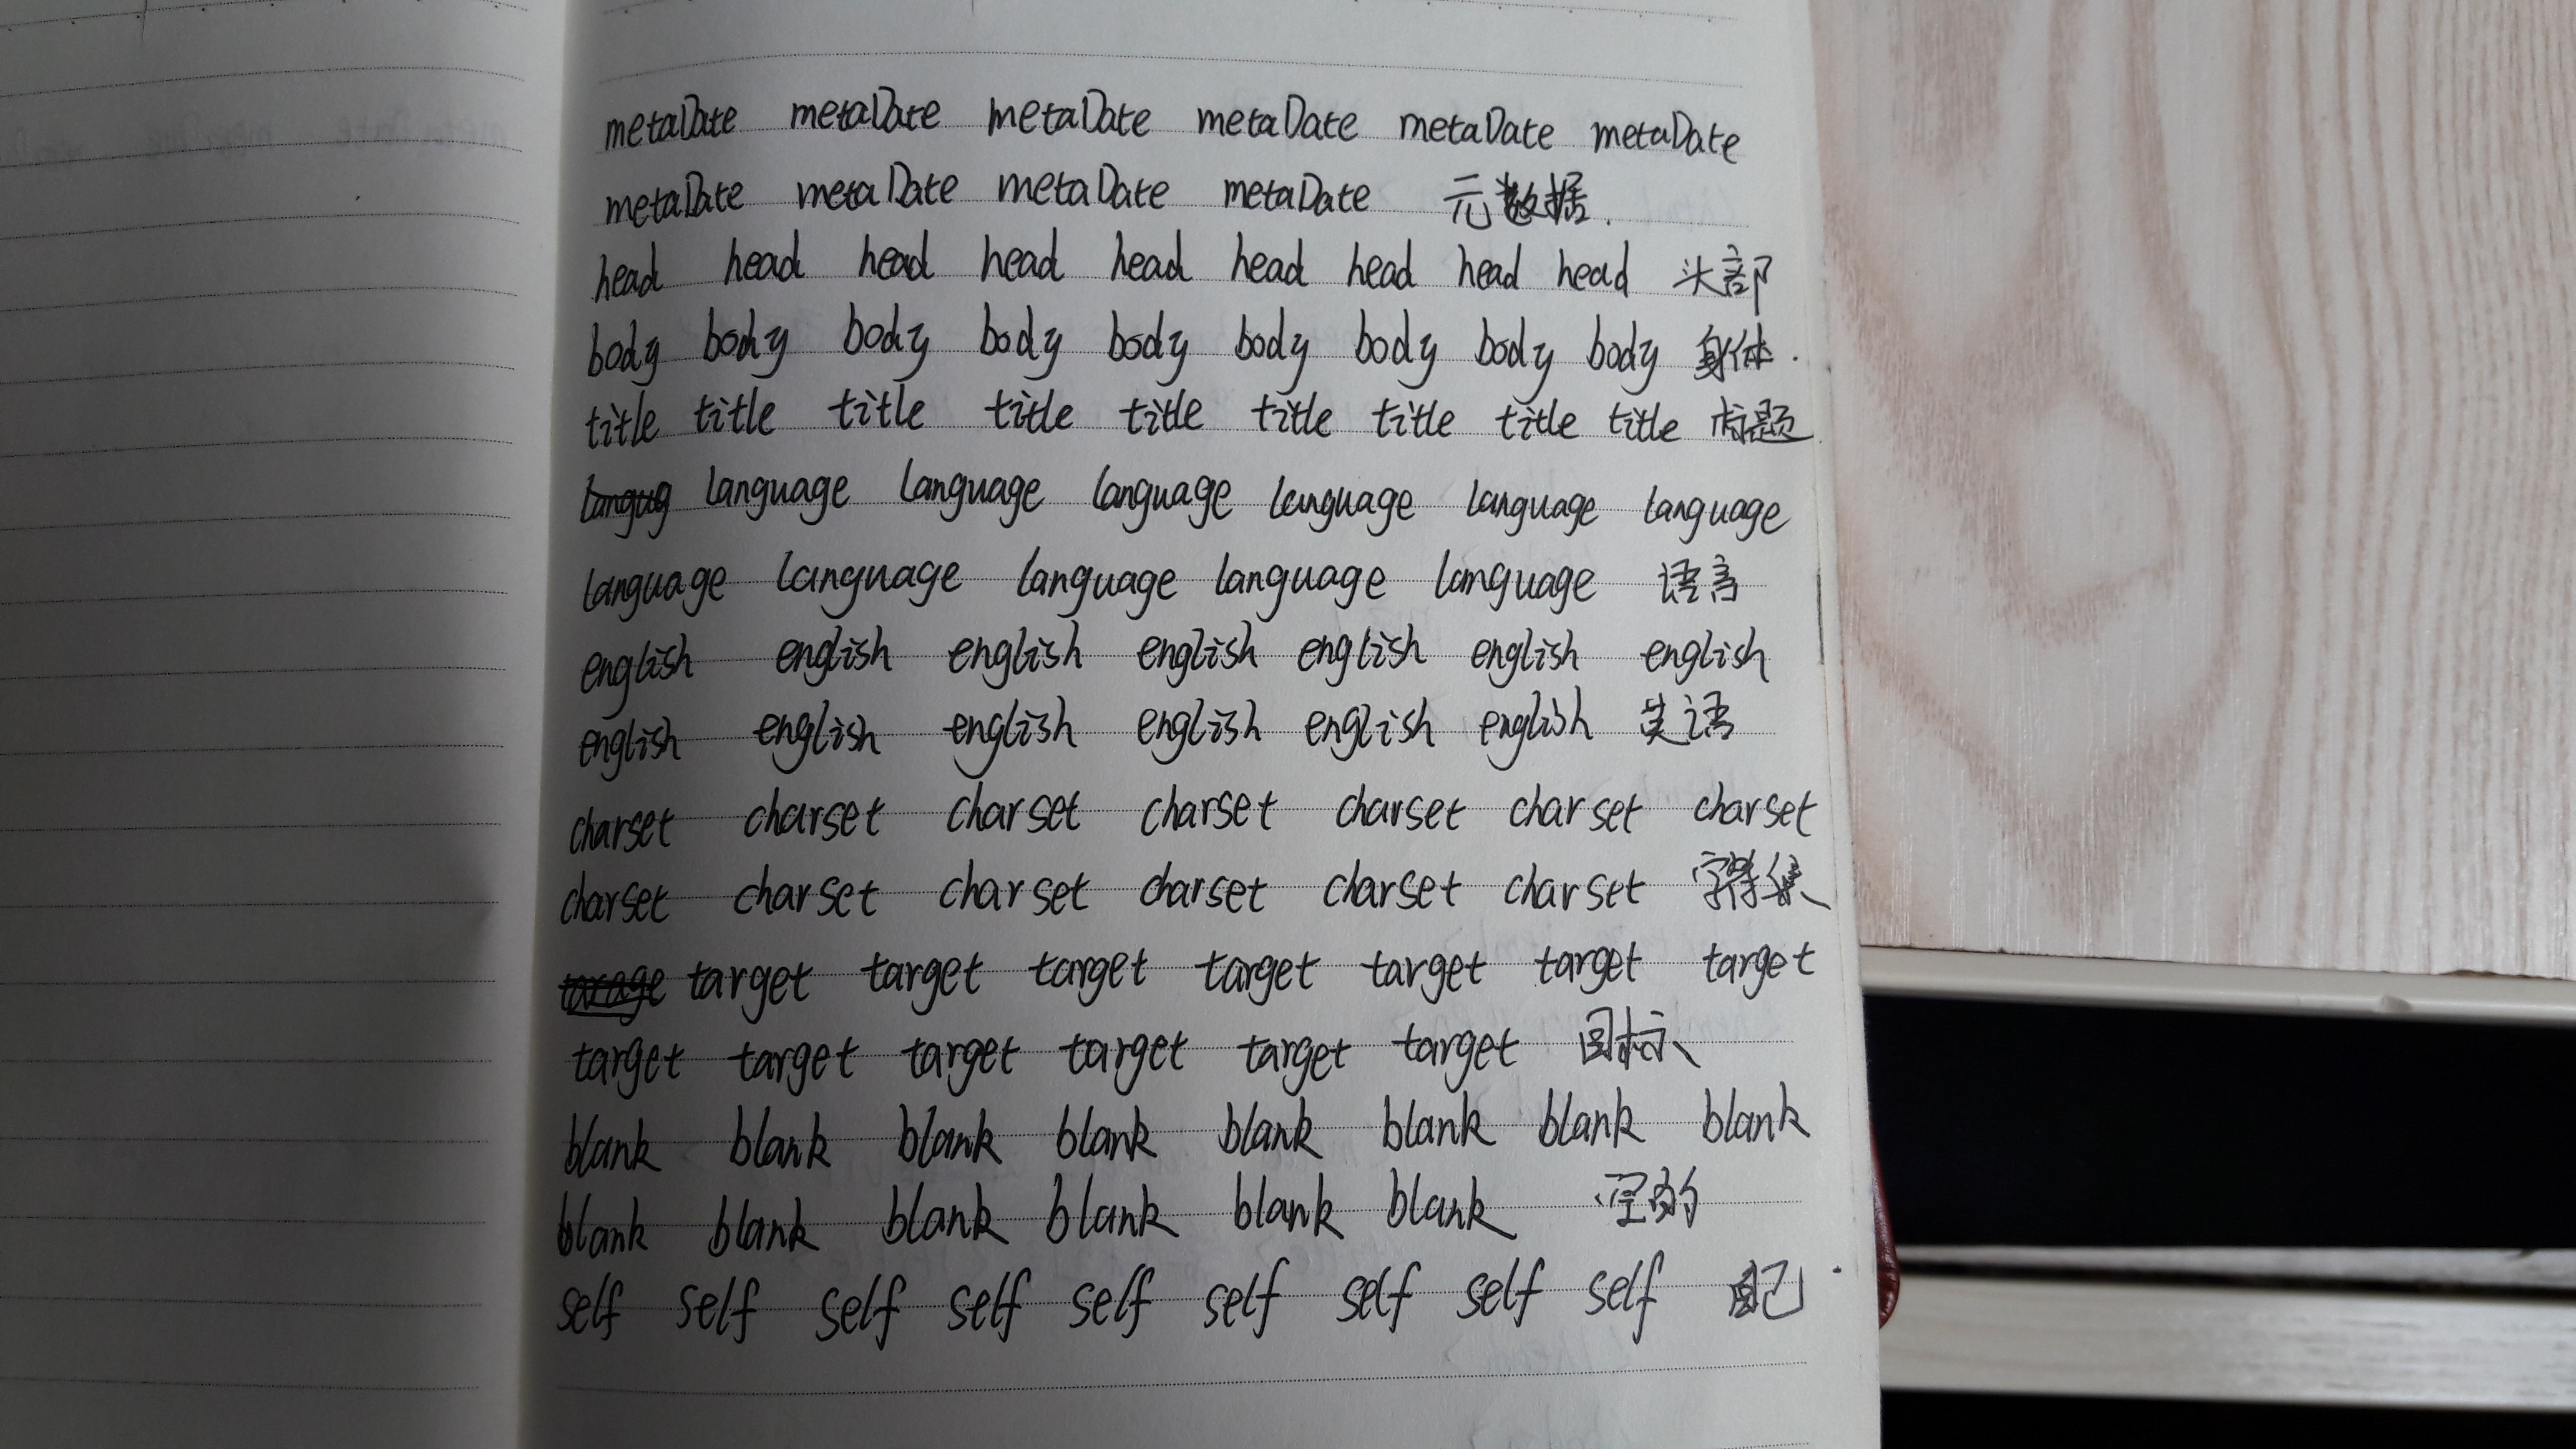 metaDate metaDate metaDate metaDate metaDate metaDate
metaDate metaDate metaDate metaDate 元数据.
head head head head head head head head head 头部
body body body body body body body body body 身体.
title title title title title title title title title 标题
langug language language language language language language
language language language language language 语言
english english english english english english english
english english english english english english 英语
charset charset charset charset charset charset charset
charset charset charset charset charset charset 字符集
tarage target target target target target target target
target target target target target target 目标、
blank blank blank blank blank blank blank blank
blank blank blank blank blank blank 空的
self self self self self self self self self 自己.